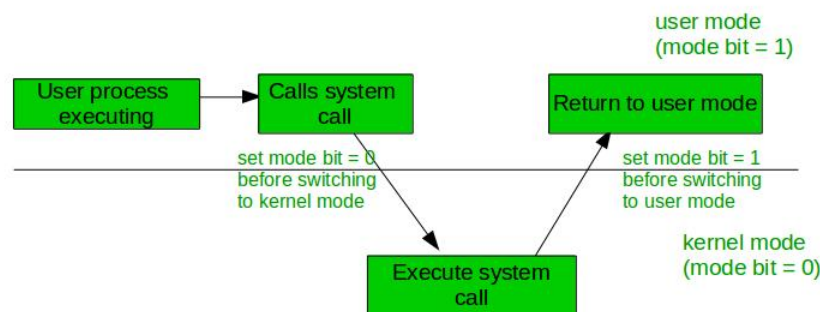 user mode
(mode bit = 1)
User process
executing
Calls system
call
Return to user mode
set mode bit = 0
before switching
to kernel mode
set mode bit = 1
before switching
to user mode
kernel mode
(mode bit = 0)
Execute system
call